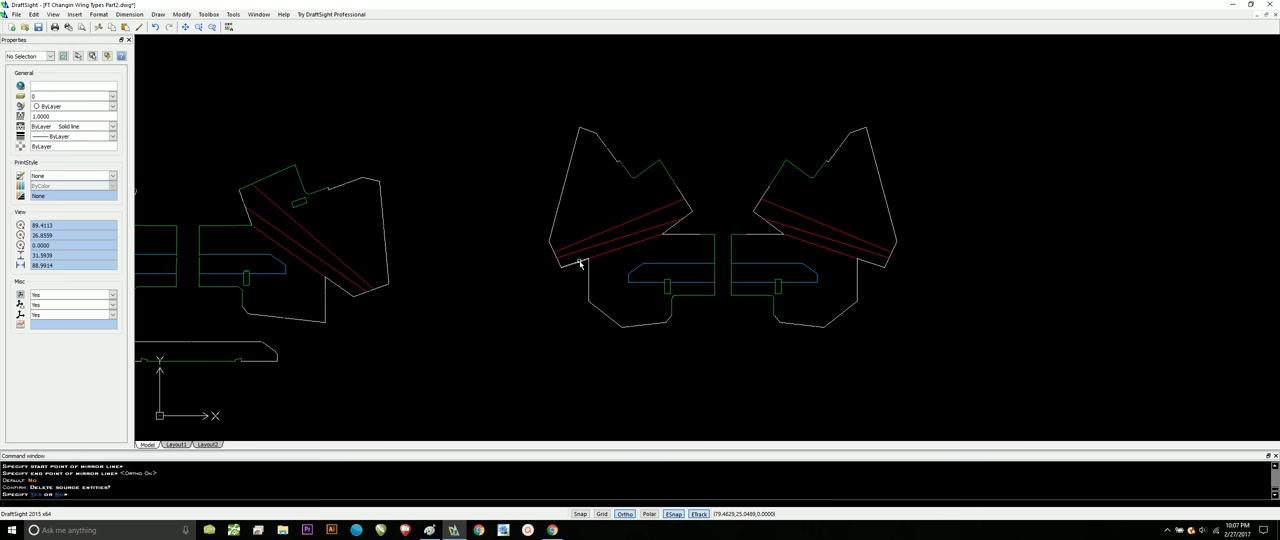 DraftSight - [FT Changin Wing Types Part2.dwg*]
File Edit View Insert Format Dimension Draw Modify Toolbox Tools Window Help Try DraftSight Professional
Properties
No Selection
General
0
ByLayer
1.0000
ByLayer Solid line
ByLayer
ByLayer
PrintStyle
None
ByColor
None
View
89.4113
26.8559
0.0000
31.5939
88.9914
Misc
Yes
Yes
Yes
Y
X
Model Layout1 Layout2
Command window
Specify start point of mirror line»
Specify end point of mirror line» <Ortho On>
Default: No
Confirm: Delete source entities?
Specify Yes or No»
DraftSight 2015 x64
Snap Grid Ortho Polar ESnap ETrack (79.4629,25.0489,0.0000)
Ask me anything
10:07 PM
2/27/2017